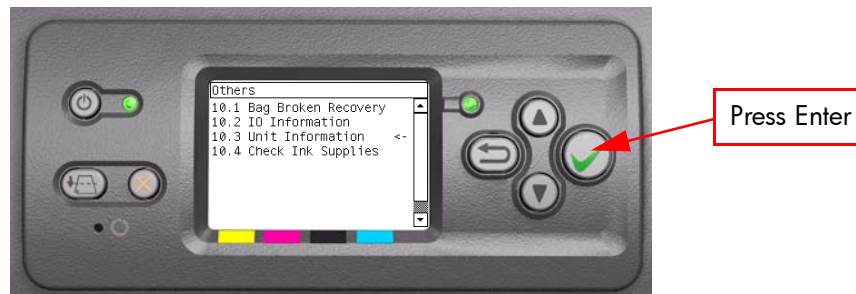 Others
10.1 Bag Broken Recovery
10.2 IO Information
10.3 Unit Information <-
10.4 Check Ink Supplies
Press Enter